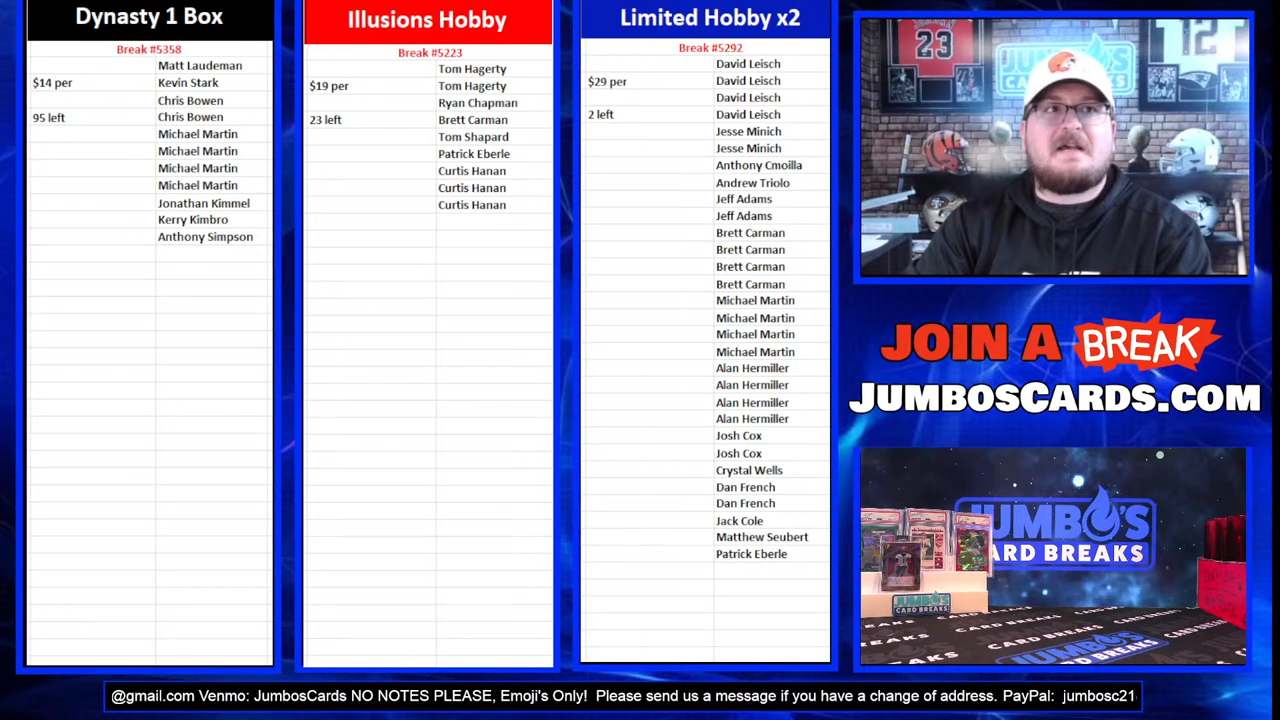 Dynasty 1 Box
Break #5358
Matt Laudeman
$14 per
Kevin Stark
Chris Bowen
95 left
Chris Bowen
Michael Martin
Michael Martin
Michael Martin
Michael Martin
Jonathan Kimmel
Kerry Kimbro
Anthony Simpson
Illusions Hobby
Break #5223
Tom Hagerty
$19 per
Tom Hagerty
Ryan Chapman
23 left
Brett Carman
Tom Shapard
Patrick Eberle
Curtis Hanan
Curtis Hanan
Curtis Hanan
Limited Hobby x2
Break #5292
David Leisch
$29 per
David Leisch
David Leisch
2 left
David Leisch
Jesse Minich
Jesse Minich
Anthony Cmoilla
Andrew Triolo
Jeff Adams
Jeff Adams
Brett Carman
Brett Carman
Brett Carman
Brett Carman
Michael Martin
Michael Martin
Michael Martin
Michael Martin
Alan Hermiller
Alan Hermiller
Alan Hermiller
Alan Hermiller
Josh Cox
Josh Cox
Crystal Wells
Dan French
Dan French
Jack Cole
Matthew Seubert
Patrick Eberle
23
12
JOIN A BREAK
JUMBOSCARDS.COM
JUMBO'S
CARD BREAKS
JUMBO'S
CARD BREAKS
CARD BREAKS
@gmail.com Venmo: JumbosCards NO NOTES PLEASE, Emoji's Only! Please send us a message if you have a change of address. PayPal: jumbosc21